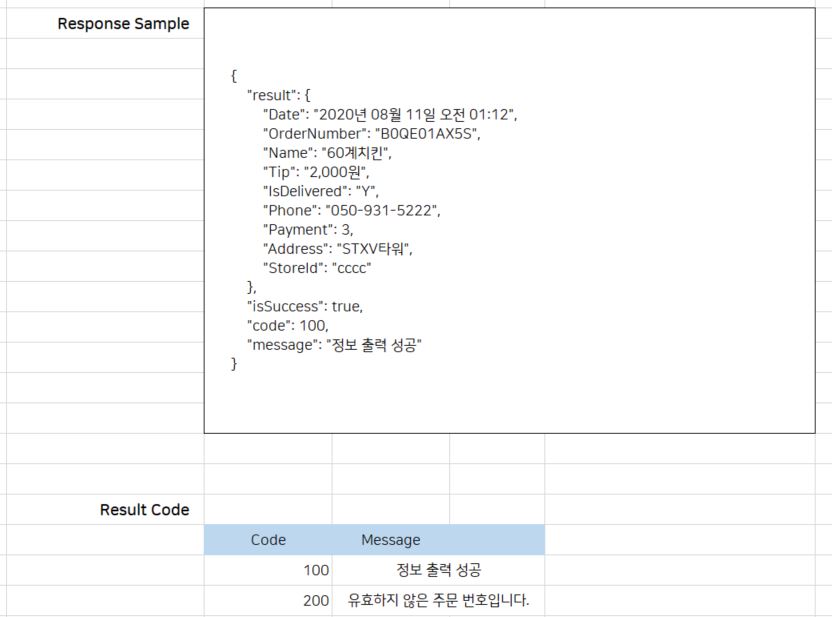 Response Sample
{
"result": {
"Date": "2020년 08월 11일 오전 01:12",
"OrderNumber": "B0QE01AX5S",
"Name": "60계치킨",
"Tip": "2,000원",
"IsDelivered": "Y",
"Phone": "050-931-5222",
"Payment": 3,
"Address": "STXV타워",
"StoreId": "cccc"
},
"isSuccess": true,
"code": 100,
"message": "정보 출력 성공"
}
Result Code
Code Message
100 정보 출력 성공
200 유효하지 않은 주문 번호입니다.